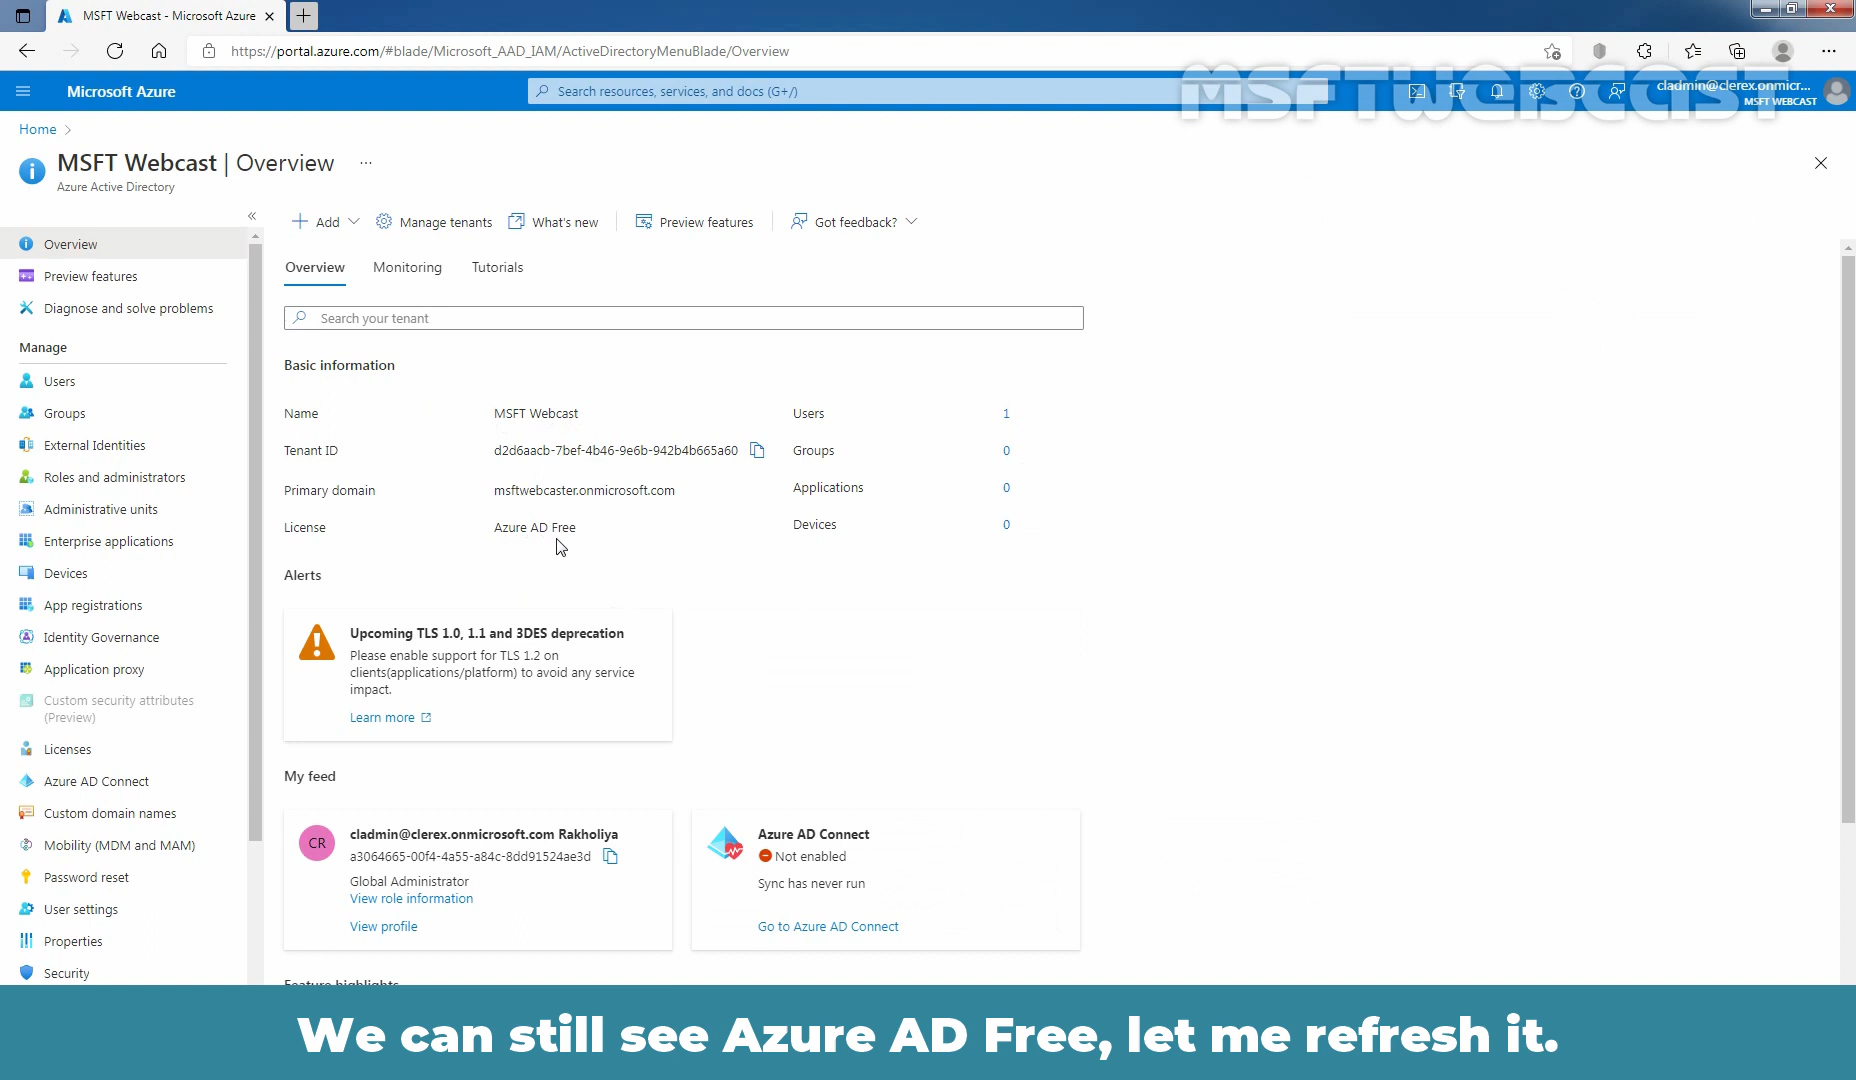 MSFT Webcast - Microsoft Azure
https://portal.azure.com/#blade/Microsoft_AAD_IAM/ActiveDirectoryMenuBlade/Overview
Microsoft Azure
Search resources, services, and docs (G+/)
MSFTWEBCAST
cladmin@clerex.onmicr...
MSFT WEBCAST
Home
MSFT Webcast | Overview
...
Azure Active Directory
«
Add
Manage tenants
What's new
Preview features
Got feedback?
Overview
Preview features
Diagnose and solve problems
Manage
Users
Groups
External Identities
Roles and administrators
Administrative units
Enterprise applications
Devices
App registrations
Identity Governance
Application proxy
Custom security attributes
(Preview)
Licenses
Azure AD Connect
Custom domain names
Mobility (MDM and MAM)
Password reset
User settings
Properties
Security
Overview
Monitoring
Tutorials
Search your tenant
Basic information
Name
MSFT Webcast
Users
1
Tenant ID
d2d6aacb-7bef-4b46-9e6b-942b4b665a60
Groups
0
Primary domain
msftwebcaster.onmicrosoft.com
Applications
0
License
Azure AD Free
Devices
0
Alerts
Upcoming TLS 1.0, 1.1 and 3DES deprecation
Please enable support for TLS 1.2 on
clients(applications/platform) to avoid any service
impact.
Learn more
My feed
CR
cladmin@clerex.onmicrosoft.com Rakholiya
a3064665-00f4-4a55-a84c-8dd91524ae3d
Global Administrator
View role information
View profile
Azure AD Connect
Not enabled
Sync has never run
Go to Azure AD Connect
Feature highlights
We can still see Azure AD Free, let me refresh it.